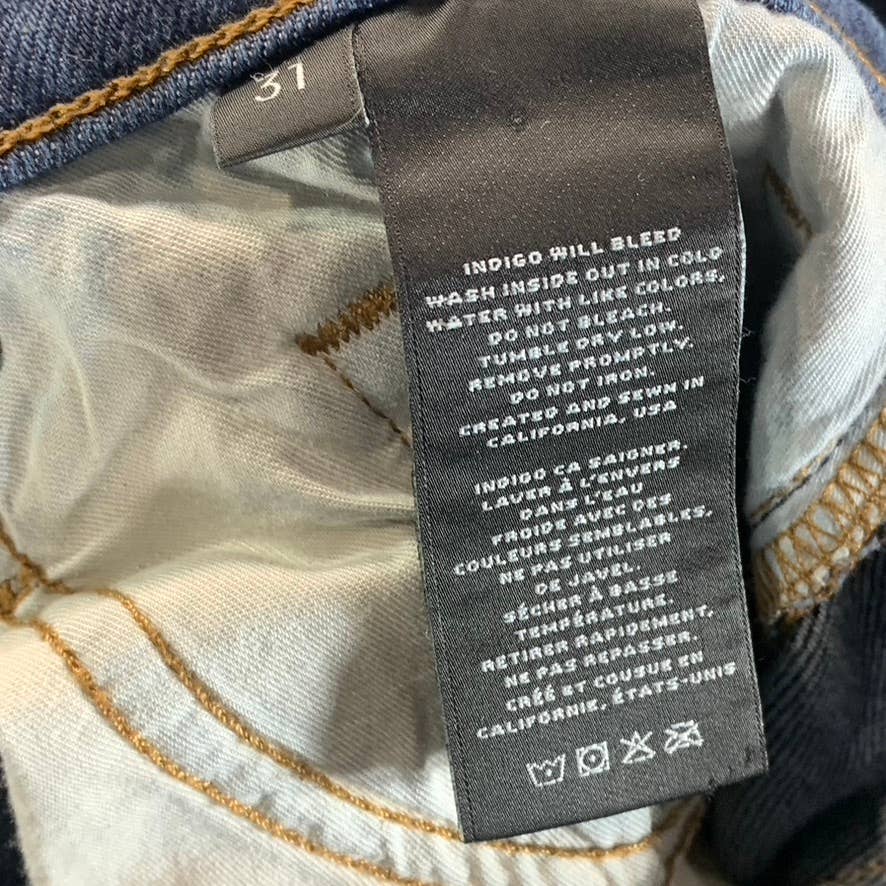 31
INDIGO WILL BLEED
WASH INSIDE OUT IN COLD
WATER WITH LIKE COLORS.
DO NOT BLEACH.
TUMBLE DRY LOW.
REMOVE PROMPTLY.
DO NOT IRON.
CREATED AND SEWN IN
CALIFORNIA, USA
INDIGO CA SAIGNER.
LAVER À L'ENVERS
DANS L'EAU
FROIDE AVEC DES
COULEURS SEMBLABLES,
NE PAS UTILISER
DE JAVEL.
SÉCHER À BASSE
TEMPÉRATURE.
RETIRER RAPIDEMENT,
NE PAS REPASSER.
CRÉÉ ET COUSUE EN
CALIFORNIE, ÉTATS-UNIS